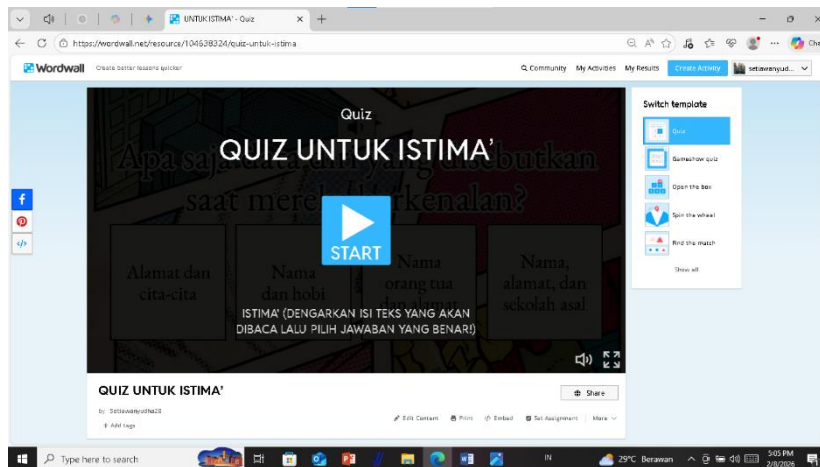 UNTUK ISTIMA' - Quiz
https://wordwall.net/resource/104638324/quiz-untuk-istima
Wordwall
Create better lessons quicker
Community My Activities My Results Create Activity setiawanyud...
Quiz
QUIZ UNTUK ISTIMA'
Apa saja disebutkan
saat mereka berkenalan?
START
Alamat dan
cita-cita
Nama
dan hobi
Nama
orang tua
dan alamat
Nama,
alamat, dan
sekolah asal
ISTIMA' (DENGARKAN ISI TEKS YANG AKAN
DIBACA LALU PILIH JAWABAN YANG BENAR!)
Switch template
Quiz
Gameshow quiz
Open the box
Spin the wheel
Find the match
Show all
QUIZ UNTUK ISTIMA'
Share
by Setiawanyudha28
Add tags
Edit Content Print Embed Set Assignment More
Type here to search
IN
29°C Berawan
5:05 PM
2/8/2026